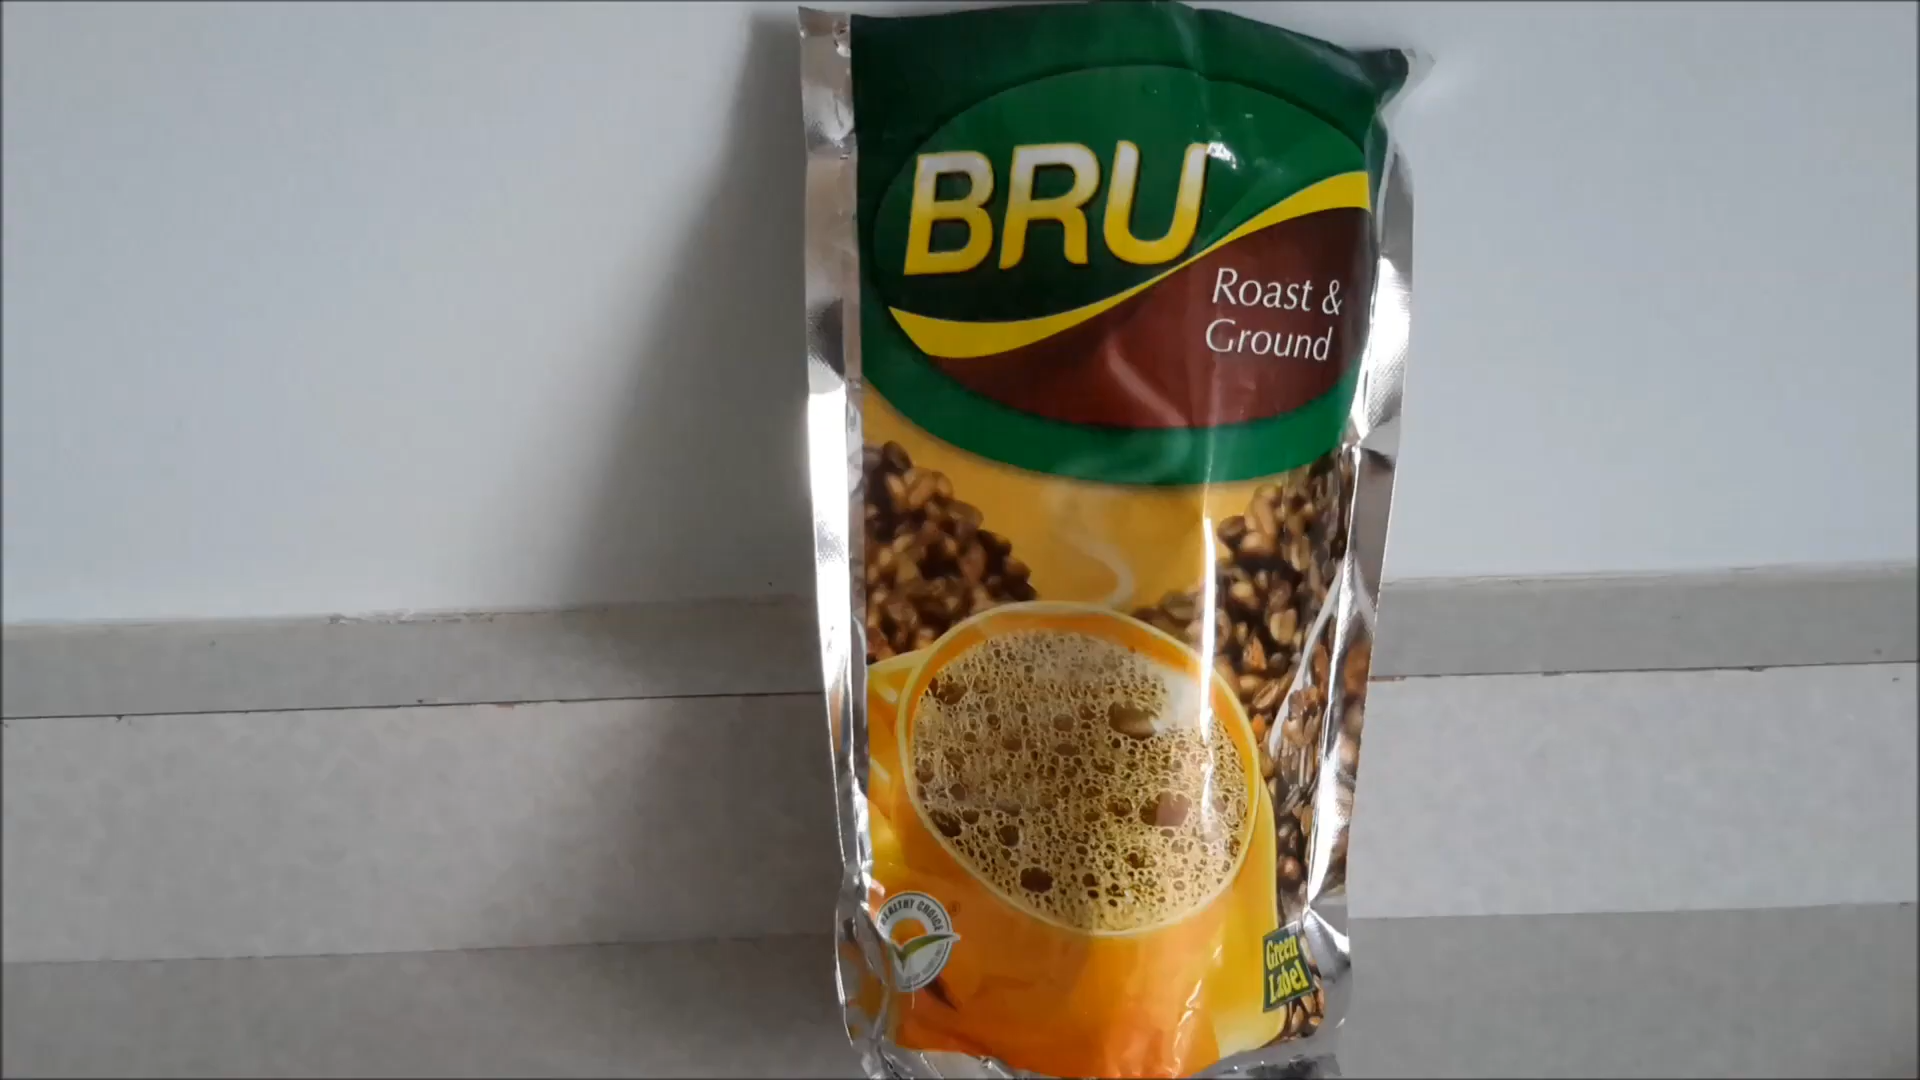 BRU
Roast &
Ground
HEALTHY CHOICE
Green
Label